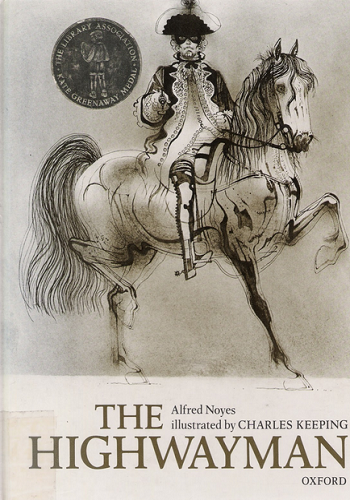 THE LIBRARY ASSOCIATION
KATE GREENAWAY MEDAL
THE
Alfred Noyes
illustrated by CHARLES KEEPING
HIGHWAYMAN
OXFORD